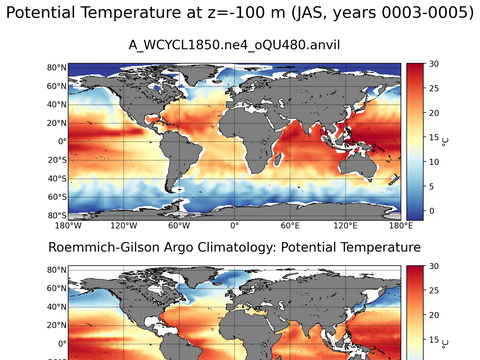 Potential Temperature at z=-100 m (JAS, years 0003-0005)
A_WCYCL1850.ne4_oQU480.anvil
80°N
60°N
40°N
20°N
0°
20°S
40°S
60°S
80°S
180°W 120°W 60°W 0° 60°E 120°E 180°E
30
25
20
15
10
5
0
°C
Roemmich-Gilson Argo Climatology: Potential Temperature
80°N
60°N
40°N
20°N
0°
20°S
30
25
20
15
°C